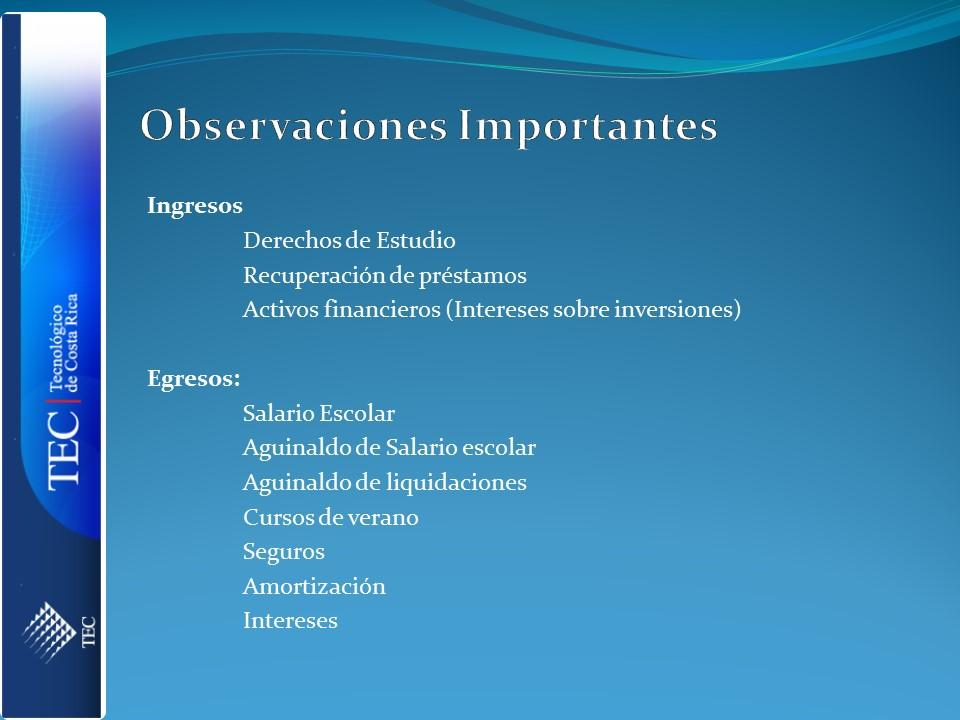 Observaciones Importantes
Ingresos
Derechos de Estudio
Recuperación de préstamos
Activos financieros (Intereses sobre inversiones)
Egresos:
Salario Escolar
Aguinaldo de Salario escolar
Aguinaldo de liquidaciones
Cursos de verano
Seguros
Amortización
Intereses
TEC | Tecnológico
de Costa Rica
TEC